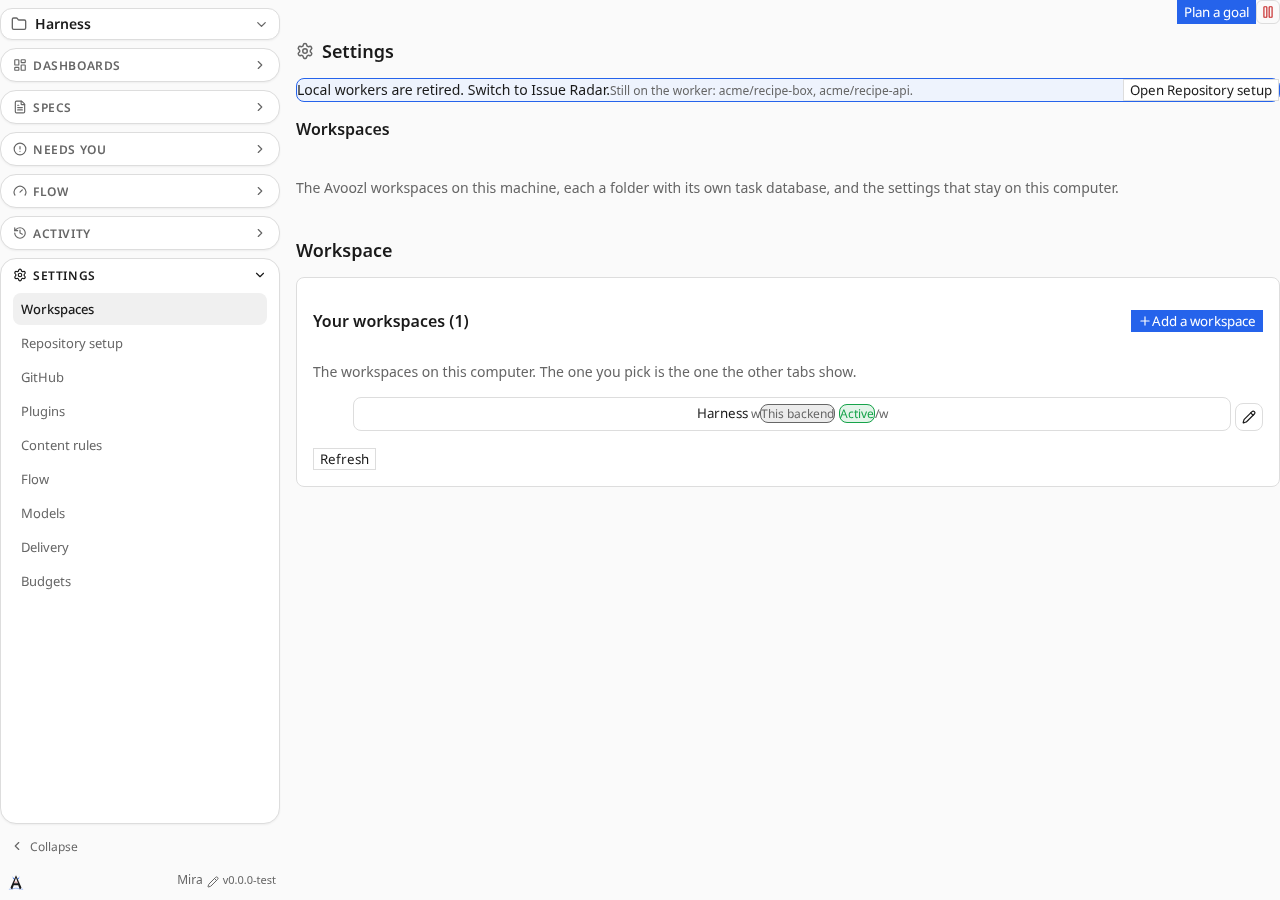 Harness
Plan a goal
DASHBOARDS
SPECS
NEEDS YOU
FLOW
ACTIVITY
SETTINGS
Workspaces
Repository setup
GitHub
Plugins
Content rules
Flow
Models
Delivery
Budgets
Collapse
A
Mira v0.0.0-test
Settings
Local workers are retired. Switch to Issue Radar.Still on the worker: acme/recipe-box, acme/recipe-api. Open Repository setup
Workspaces
The Avoozl workspaces on this machine, each a folder with its own task database, and the settings that stay on this computer.
Workspace
Your workspaces (1) Add a workspace
The workspaces on this computer. The one you pick is the one the other tabs show.
Harness w This backend Active /w
Refresh